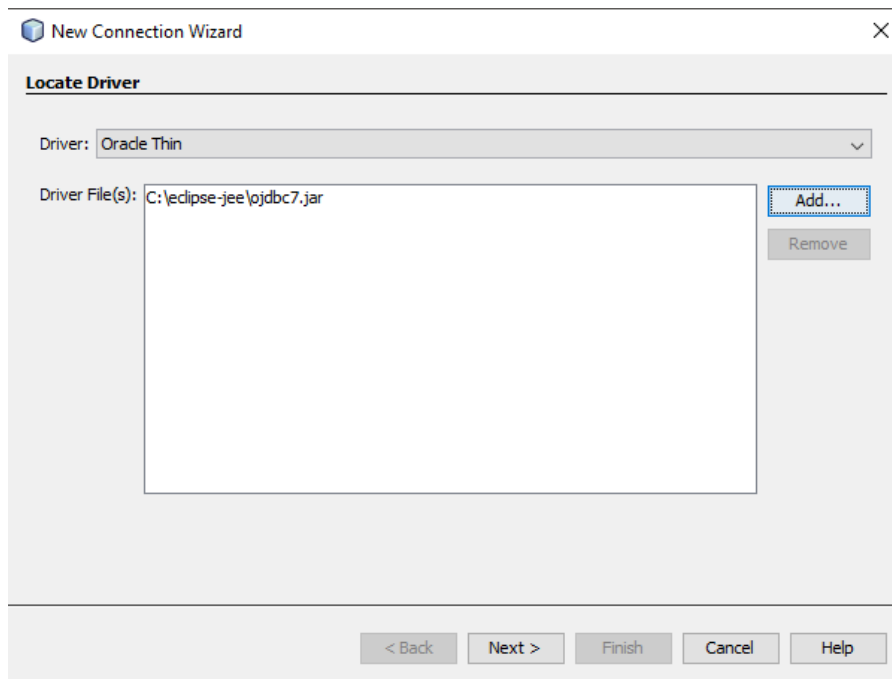 New Connection Wizard
Locate Driver
Driver: Oracle Thin
Driver File(s): C:\eclipse-jee\ojdbc7.jar
Add...
Remove
< Back Next > Finish Cancel Help